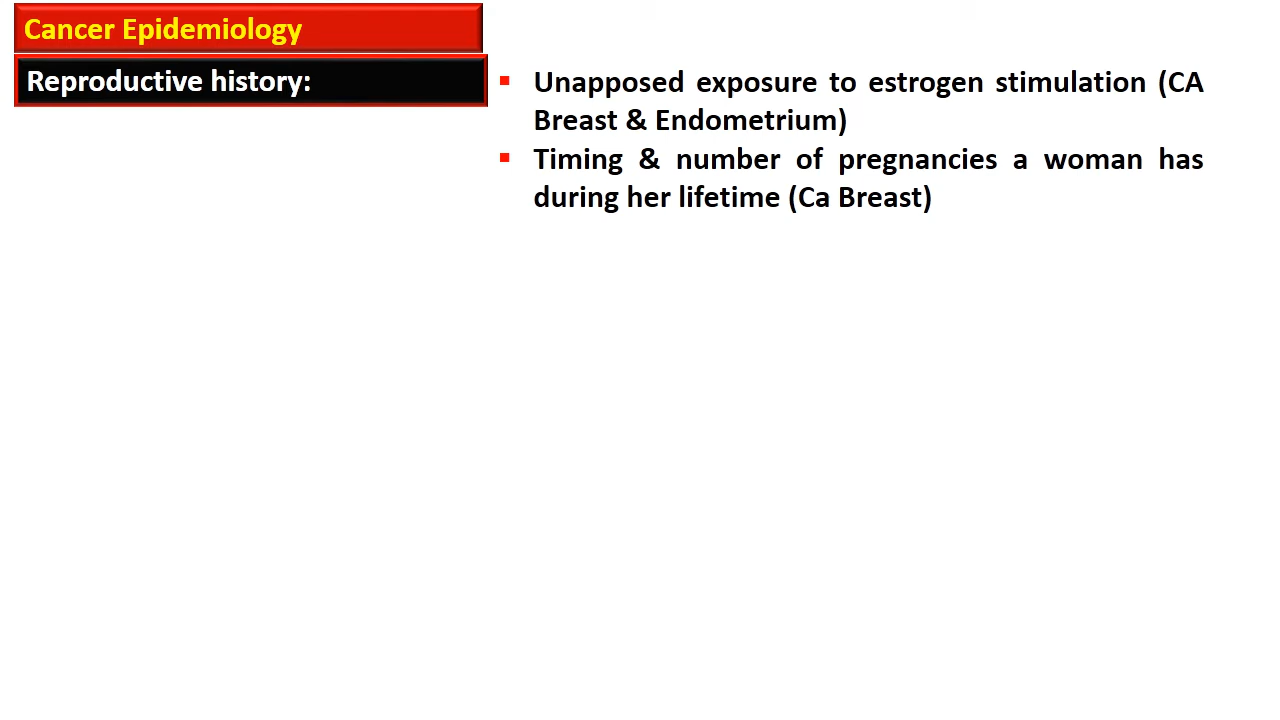 Cancer Epidemiology
Reproductive history:
▪ Unapposed exposure to estrogen stimulation (CA
Breast & Endometrium)
▪ Timing & number of pregnancies a woman has
during her lifetime (Ca Breast)